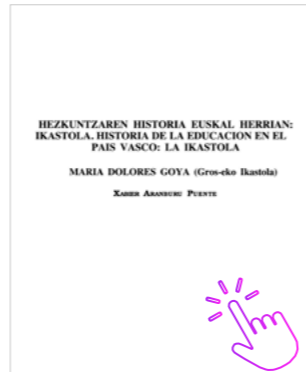 HEZKUNTZAREN HISTORIA EUSKAL HERRIAN:
IKASTOLA. HISTORIA DE LA EDUCACION EN EL
PAIS VASCO: LA IKASTOLA
MARIA DOLORES GOYA (Gros-eko Ikastola)
XABIER ARANBURU PUENTE